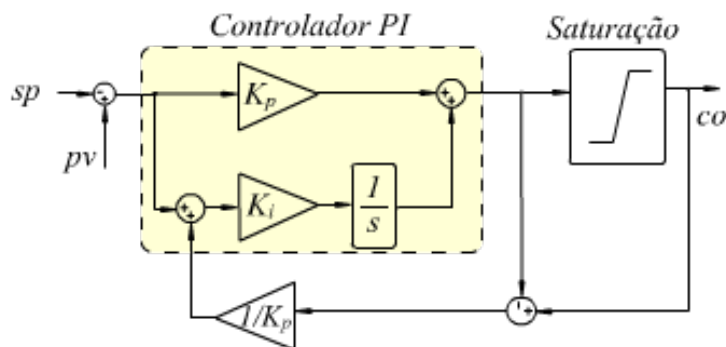 Controlador PI
Saturação
sp
pv
K_p
K_i
1
s
1/K_p
co